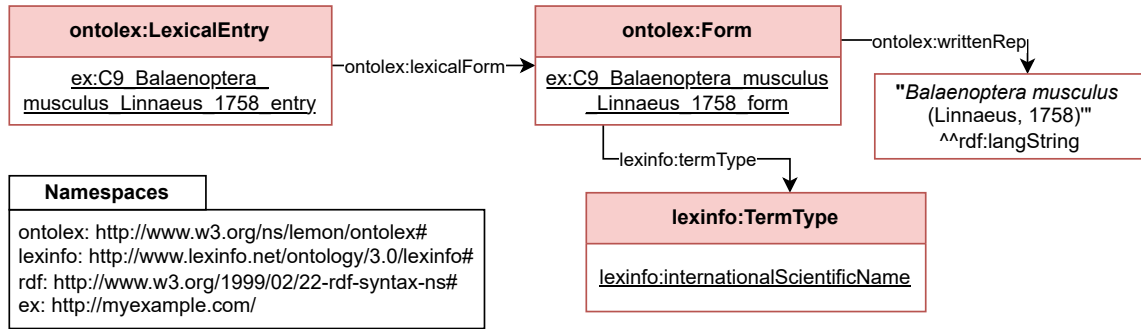 ontolex:LexicalEntry
ex:C9_Balaenoptera_
musculus_Linnaeus_1758_entry
ontolex:lexicalForm
ontolex:Form
ex:C9_Balaenoptera_musculus
_Linnaeus_1758_form
ontolex:writtenRep
"Balaenoptera musculus
(Linnaeus, 1758)'"
^^rdf:langString
lexinfo:termType
lexinfo:TermType
lexinfo:internationalScientificName
Namespaces
ontolex: http://www.w3.org/ns/lemon/ontolex#
lexinfo: http://www.lexinfo.net/ontology/3.0/lexinfo#
rdf: http://www.w3.org/1999/02/22-rdf-syntax-ns#
ex: http://myexample.com/